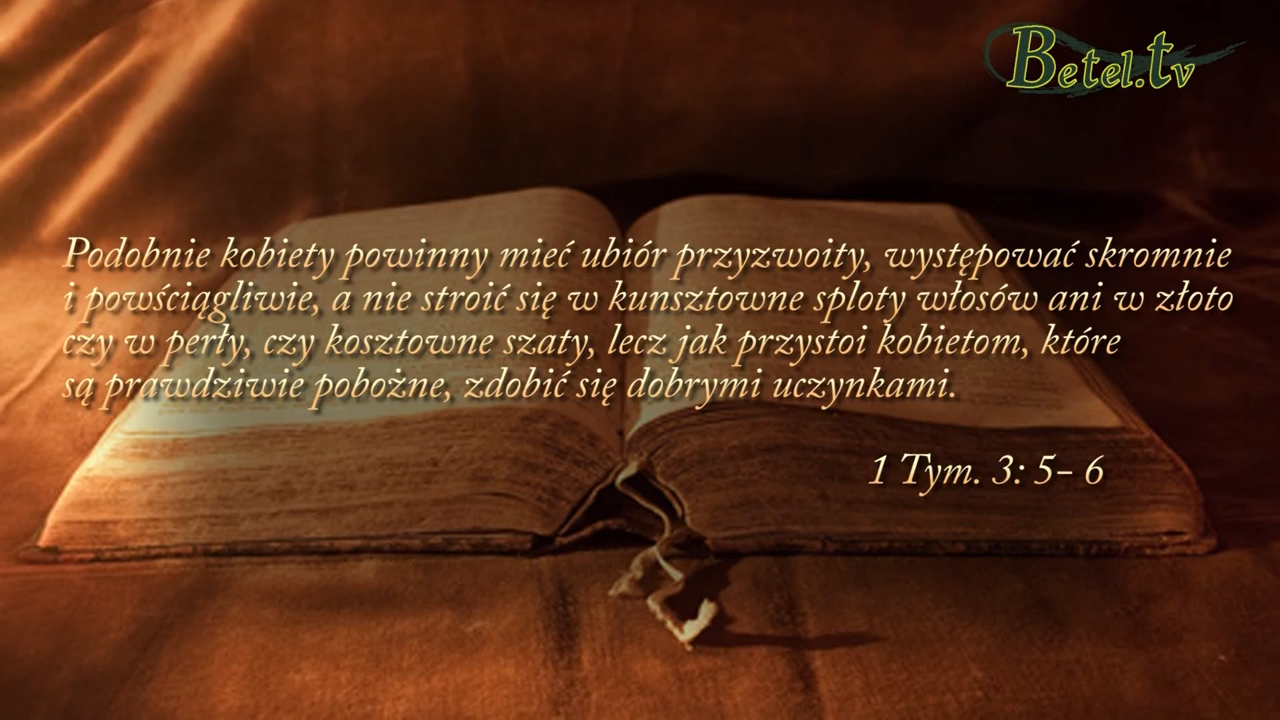 Betel.tv
Podobnie kobiety powinny mieć ubiór przyzwoity, występować skromnie
i powściągliwie, a nie stroić się w kunsztowne sploty włosów ani w złoto
czy w perły, czy kosztowne szaty, lecz jak przystoi kobietom, które
są prawdziwie pobożne, zdobić się dobrymi uczynkami.
1 Tym. 3: 5– 6